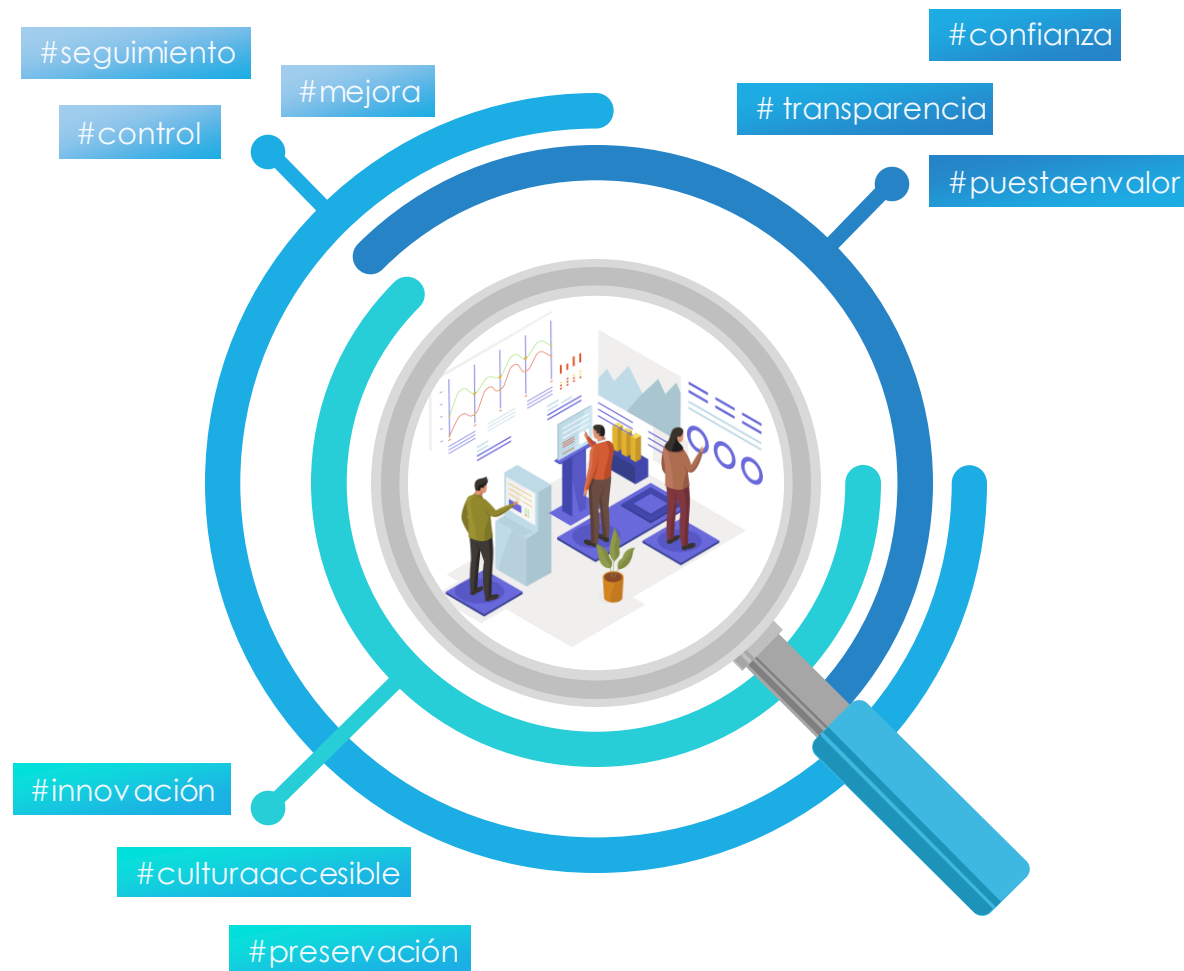 #seguimiento
#mejora
#control
#confianza
# transparencia
#puestaenvalor
#innovación
#culturaaccesible
#preservación